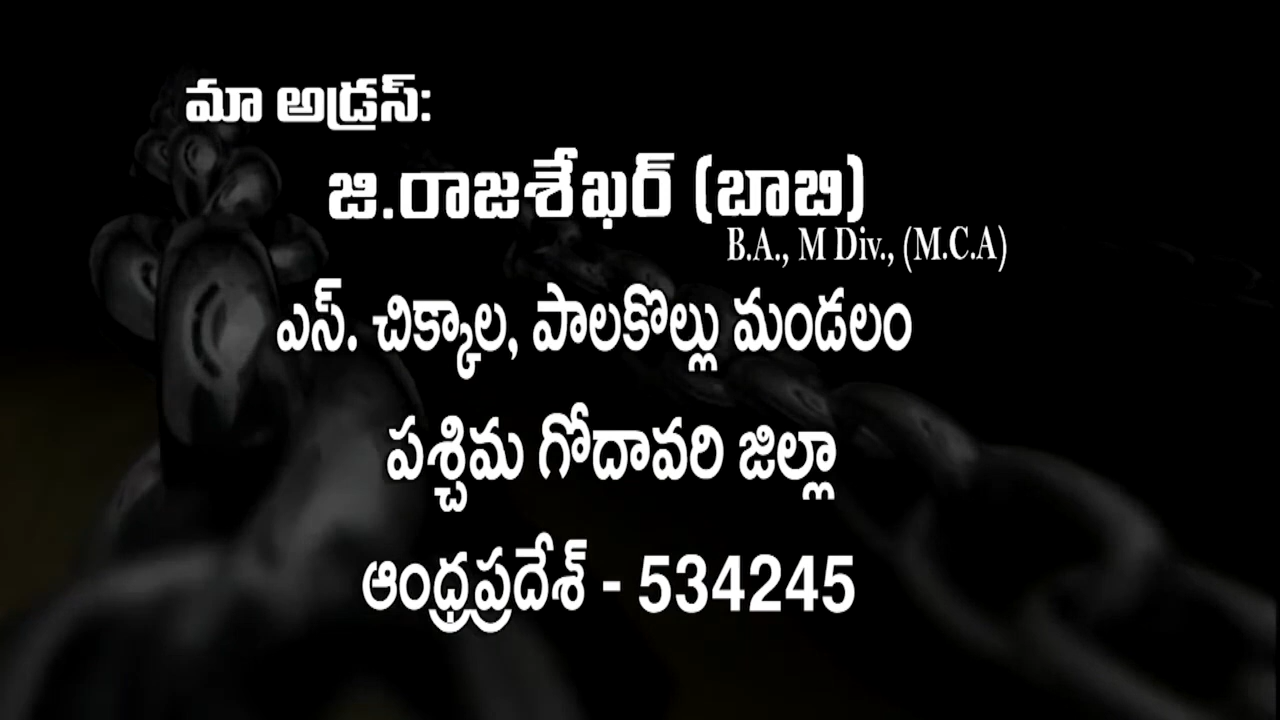 మా అడ్రస్:
జి.రాజశేఖర్ (బాబి)
B.A., M Div., (M.C.A)
ఎస్. చిక్కాల, పాలకొల్లు మండలం
పశ్చిమ గోదావరి జిల్లా
ఆంధ్రప్రదేశ్ - 534245